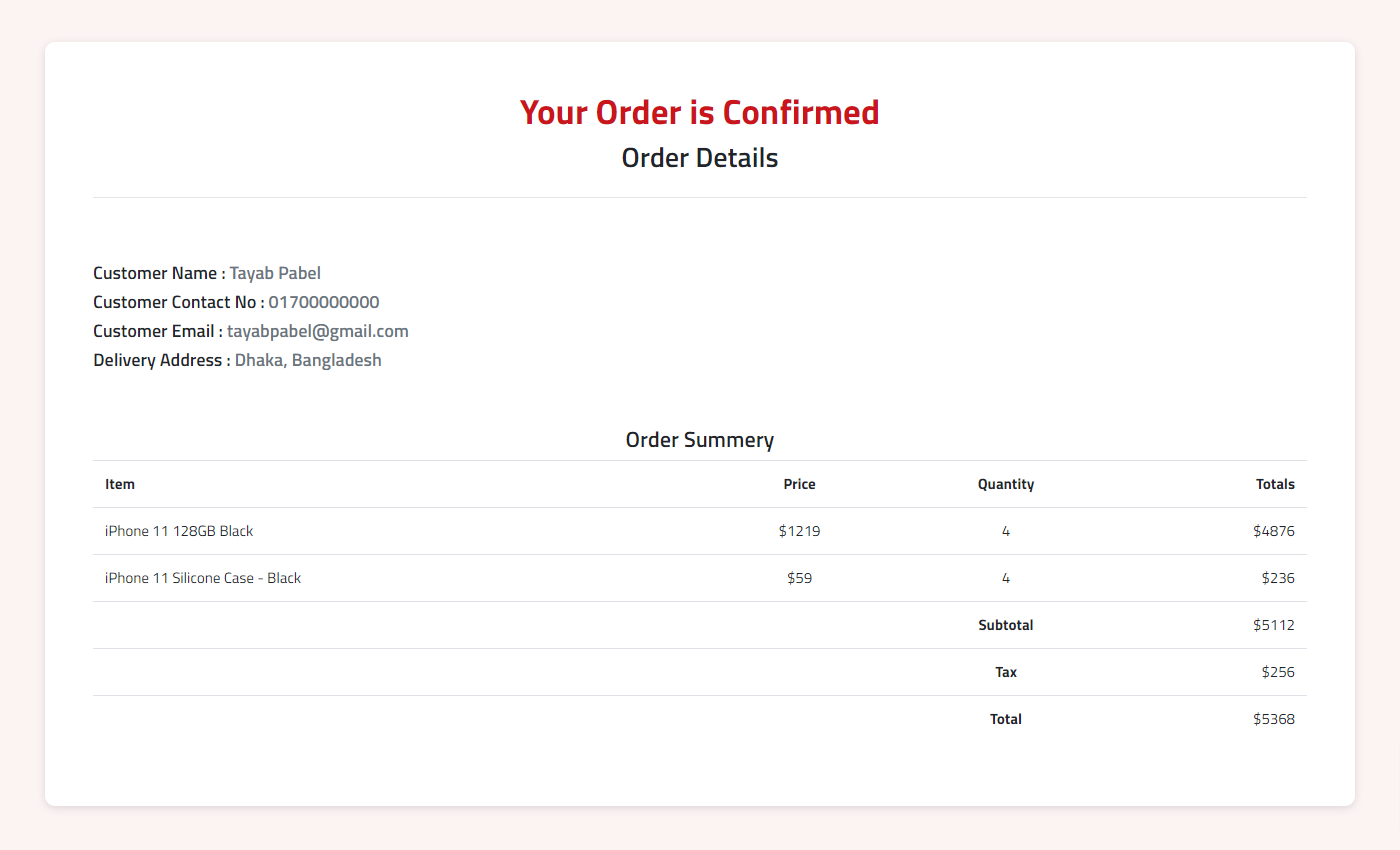 Your Order is Confirmed
Order Details
Customer Name : Tayab Pabel
Customer Contact No : 01700000000
Customer Email : tayabpabel@gmail.com
Delivery Address : Dhaka, Bangladesh
Order Summery
Item Price Quantity Totals
iPhone 11 128GB Black $1219 4 $4876
iPhone 11 Silicone Case - Black $59 4 $236
Subtotal $5112
Tax $256
Total $5368